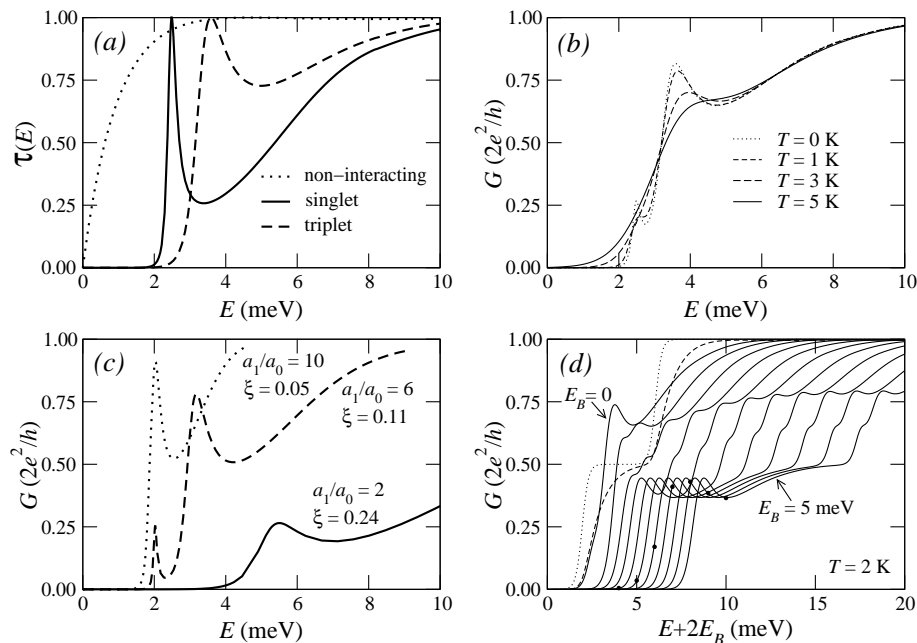 (a)
1.00
0.75
0.50
0.25
0.00
τ(E)
non−interacting
singlet
triplet
0 2 4 6 8 10
E (meV)
(b)
1.00
0.75
0.50
0.25
0.00
G (2e²/h)
T = 0 K
T = 1 K
T = 3 K
T = 5 K
0 2 4 6 8 10
E (meV)
(c)
1.00
0.75
0.50
0.25
0.00
G (2e²/h)
a₁/a₀ = 10
ξ = 0.05
a₁/a₀ = 6
ξ = 0.11
a₁/a₀ = 2
ξ = 0.24
0 2 4 6 8 10
E (meV)
(d)
1.00
0.75
0.50
0.25
0.00
G (2e²/h)
E_B = 0
E_B = 5 meV
T = 2 K
0 5 10 15 20
E+2E_B (meV)